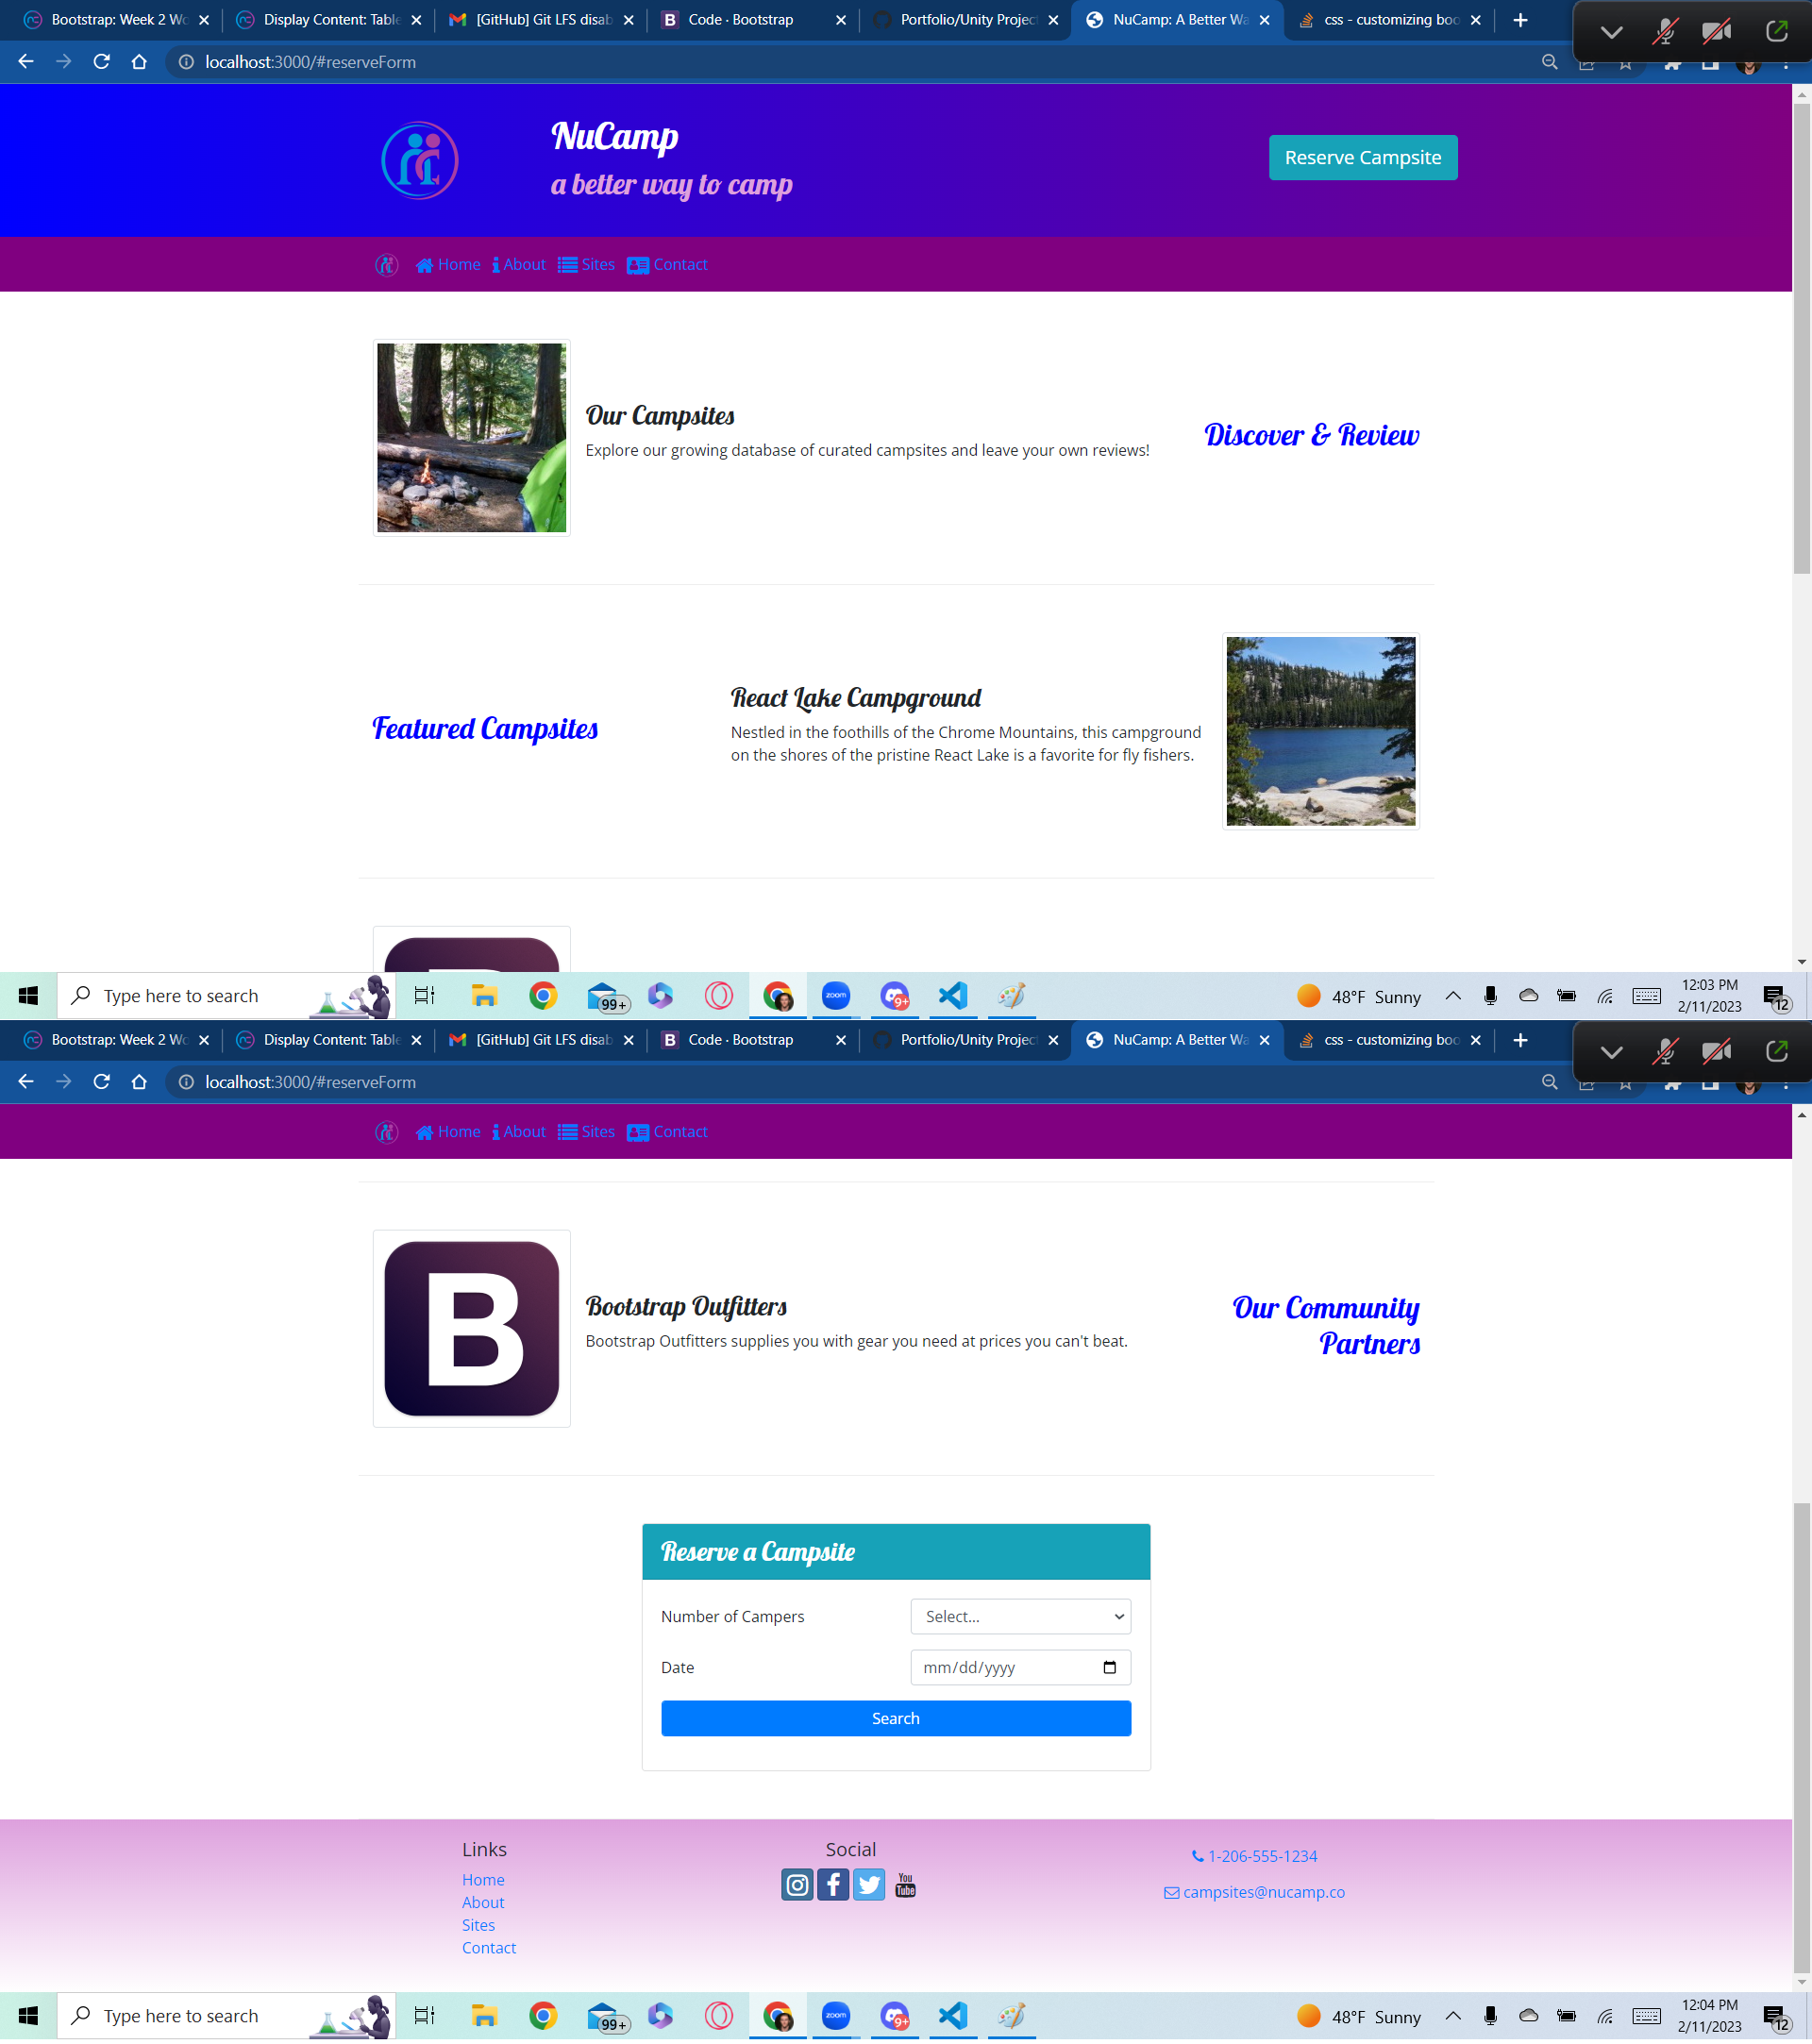 Bootstrap: Week 2 Wo
Display Content: Table
[GitHub] Git LFS disab
Code · Bootstrap
Portfolio/Unity Project
NuCamp: A Better Wa
css - customizing boo
localhost:3000/#reserveForm
NuCamp
a better way to camp
Reserve Campsite
Home About Sites Contact
Our Campsites
Explore our growing database of curated campsites and leave your own reviews!
Discover & Review
Featured Campsites
React Lake Campground
Nestled in the foothills of the Chrome Mountains, this campground
on the shores of the pristine React Lake is a favorite for fly fishers.
Type here to search
99+
zoom
9+
48°F Sunny
12:03 PM
2/11/2023
12
Bootstrap: Week 2 Wo
Display Content: Table
[GitHub] Git LFS disab
Code · Bootstrap
Portfolio/Unity Project
NuCamp: A Better Wa
css - customizing boo
localhost:3000/#reserveForm
Home About Sites Contact
B
Bootstrap Outfitters
Bootstrap Outfitters supplies you with gear you need at prices you can't beat.
Our Community
Partners
Reserve a Campsite
Number of Campers
Select...
Date
mm/dd/yyyy
Search
Links
Home
About
Sites
Contact
Social
You
Tube
1-206-555-1234
campsites@nucamp.co
Type here to search
99+
zoom
9+
48°F Sunny
12:04 PM
2/11/2023
12